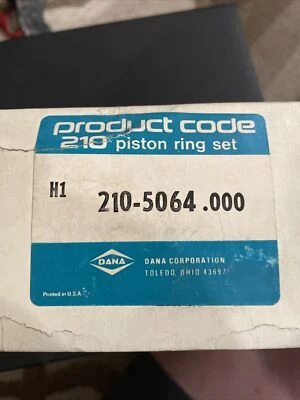 product code
210 piston ring set
H1 210-5064.000
DANA
DANA CORPORATION
TOLEDO, OHIO 43697
Printed in U.S.A.